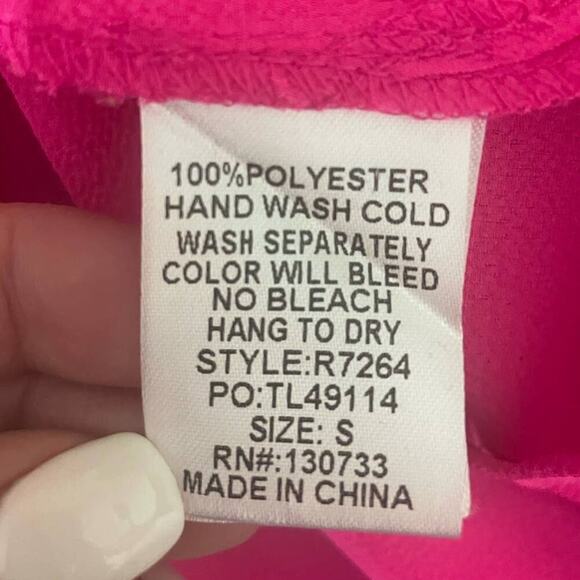 100%POLYESTER
HAND WASH COLD
WASH SEPARATELY
COLOR WILL BLEED
NO BLEACH
HANG TO DRY
STYLE:R7264
PO:TL49114
SIZE: S
RN#:130733
MADE IN CHINA